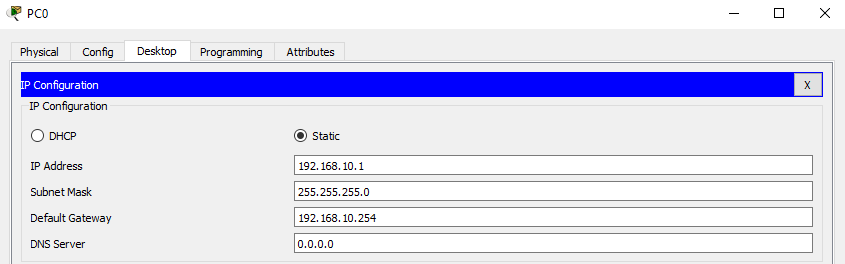 PC0
Physical Config Desktop Programming Attributes
IP Configuration X
IP Configuration
DHCP Static
IP Address 192.168.10.1
Subnet Mask 255.255.255.0
Default Gateway 192.168.10.254
DNS Server 0.0.0.0